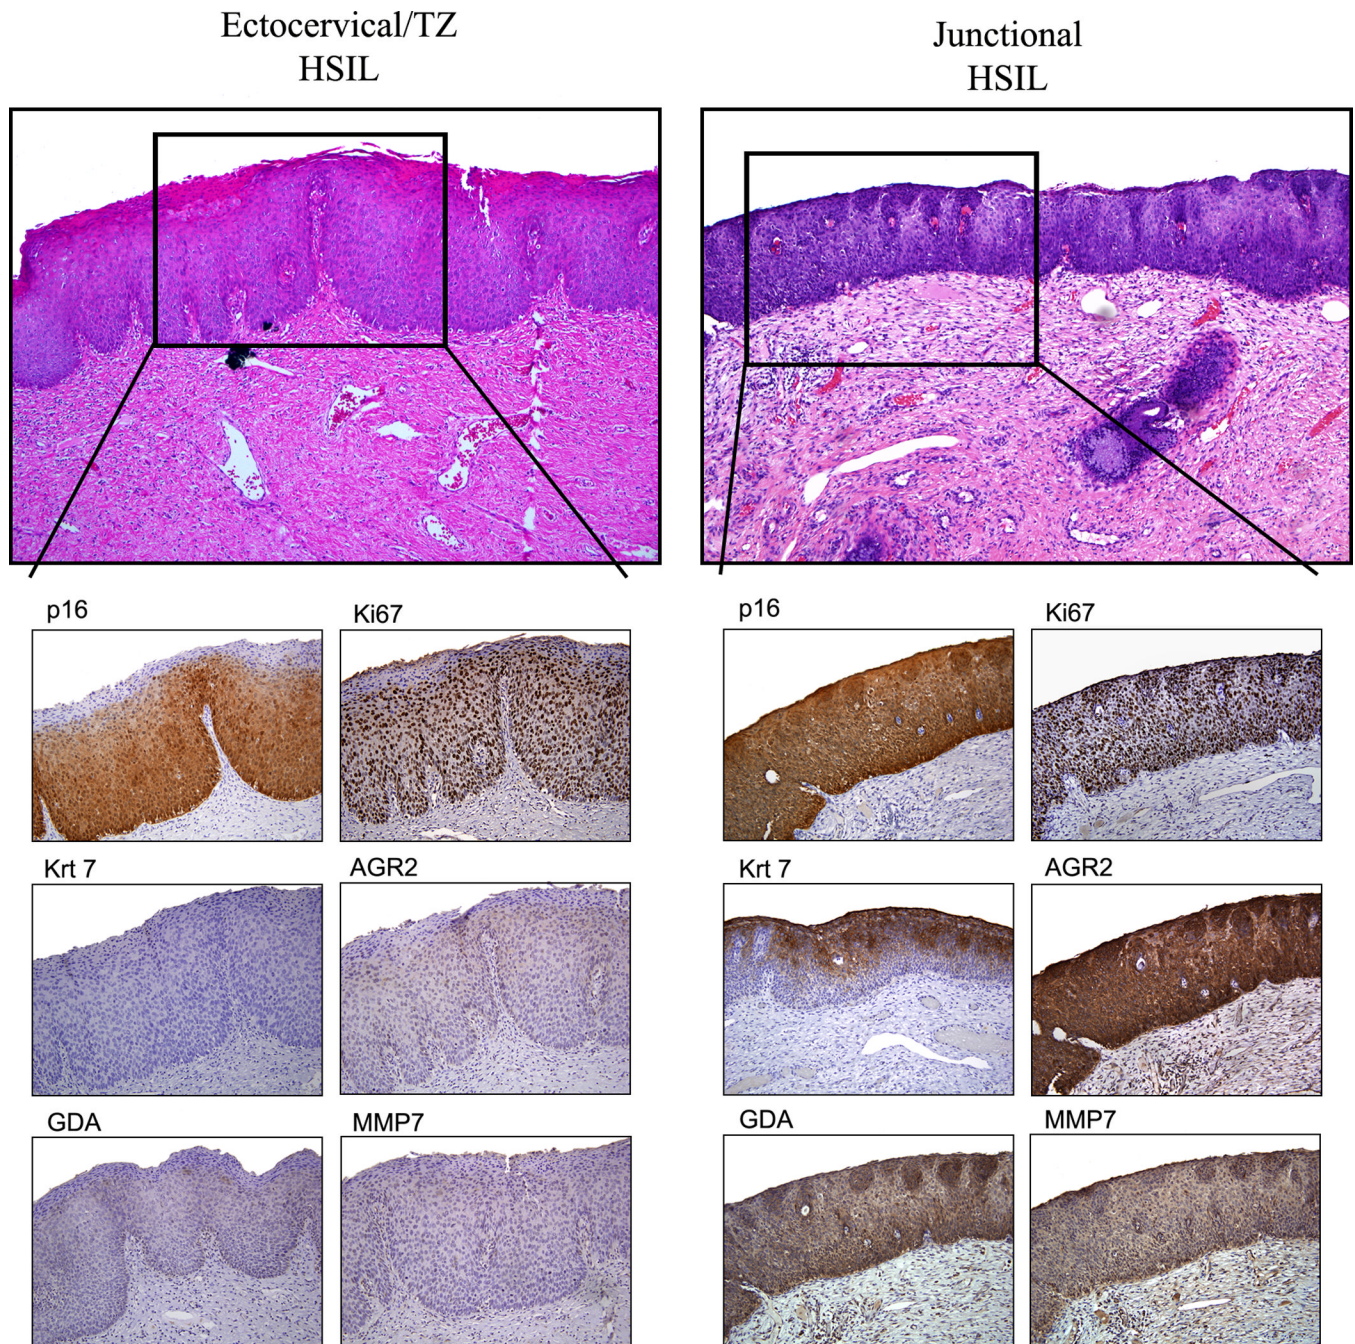 Ectocervical/TZ
HSIL
Junctional
HSIL
p16
Ki67
Krt 7
AGR2
GDA
MMP7
p16
Ki67
Krt 7
AGR2
GDA
MMP7